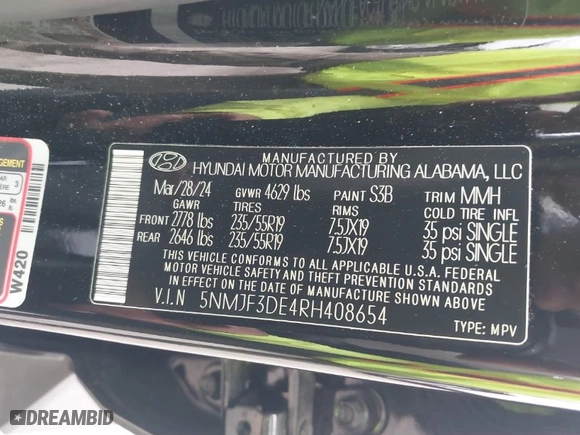 MANUFACTURED BY
HYUNDAI MOTOR MANUFACTURING ALABAMA, LLC
Mar/28/24 GVWR 4629 lbs PAINT S3B TRIM MMH
GAWR TIRES RIMS COLD TIRE INFL
FRONT 2778 lbs 235/55R19 7.5JX19 35 psi SINGLE
REAR 2646 lbs 235/55R19 7.5JX19 35 psi SINGLE
THIS VEHICLE CONFORMS TO ALL APPLICABLE U.S.A. FEDERAL
MOTOR VEHICLE SAFETY AND THEFT PREVENTION STANDARDS
IN EFFECT ON THE DATE OF MANUFACTURE SHOWN ABOVE.
V.I.N 5NMJF3DE4RH408654
TYPE: MPV
3
lbs.
W420
DREAMBID